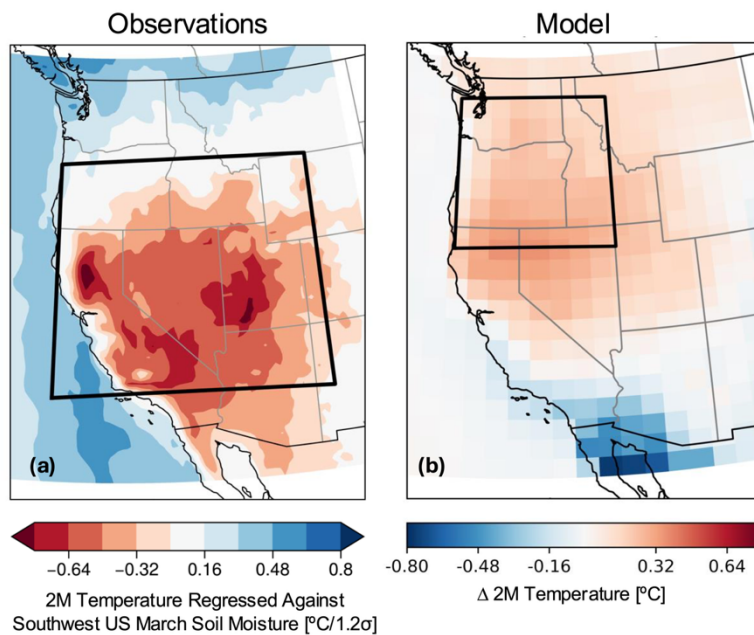 Observations
Model
(a)
(b)
−0.64 −0.32 0.16 0.48 0.8
-0.80 -0.48 -0.16 0.32 0.64
2M Temperature Regressed Against
Southwest US March Soil Moisture [ºC/1.2σ]
Δ 2M Temperature [ºC]